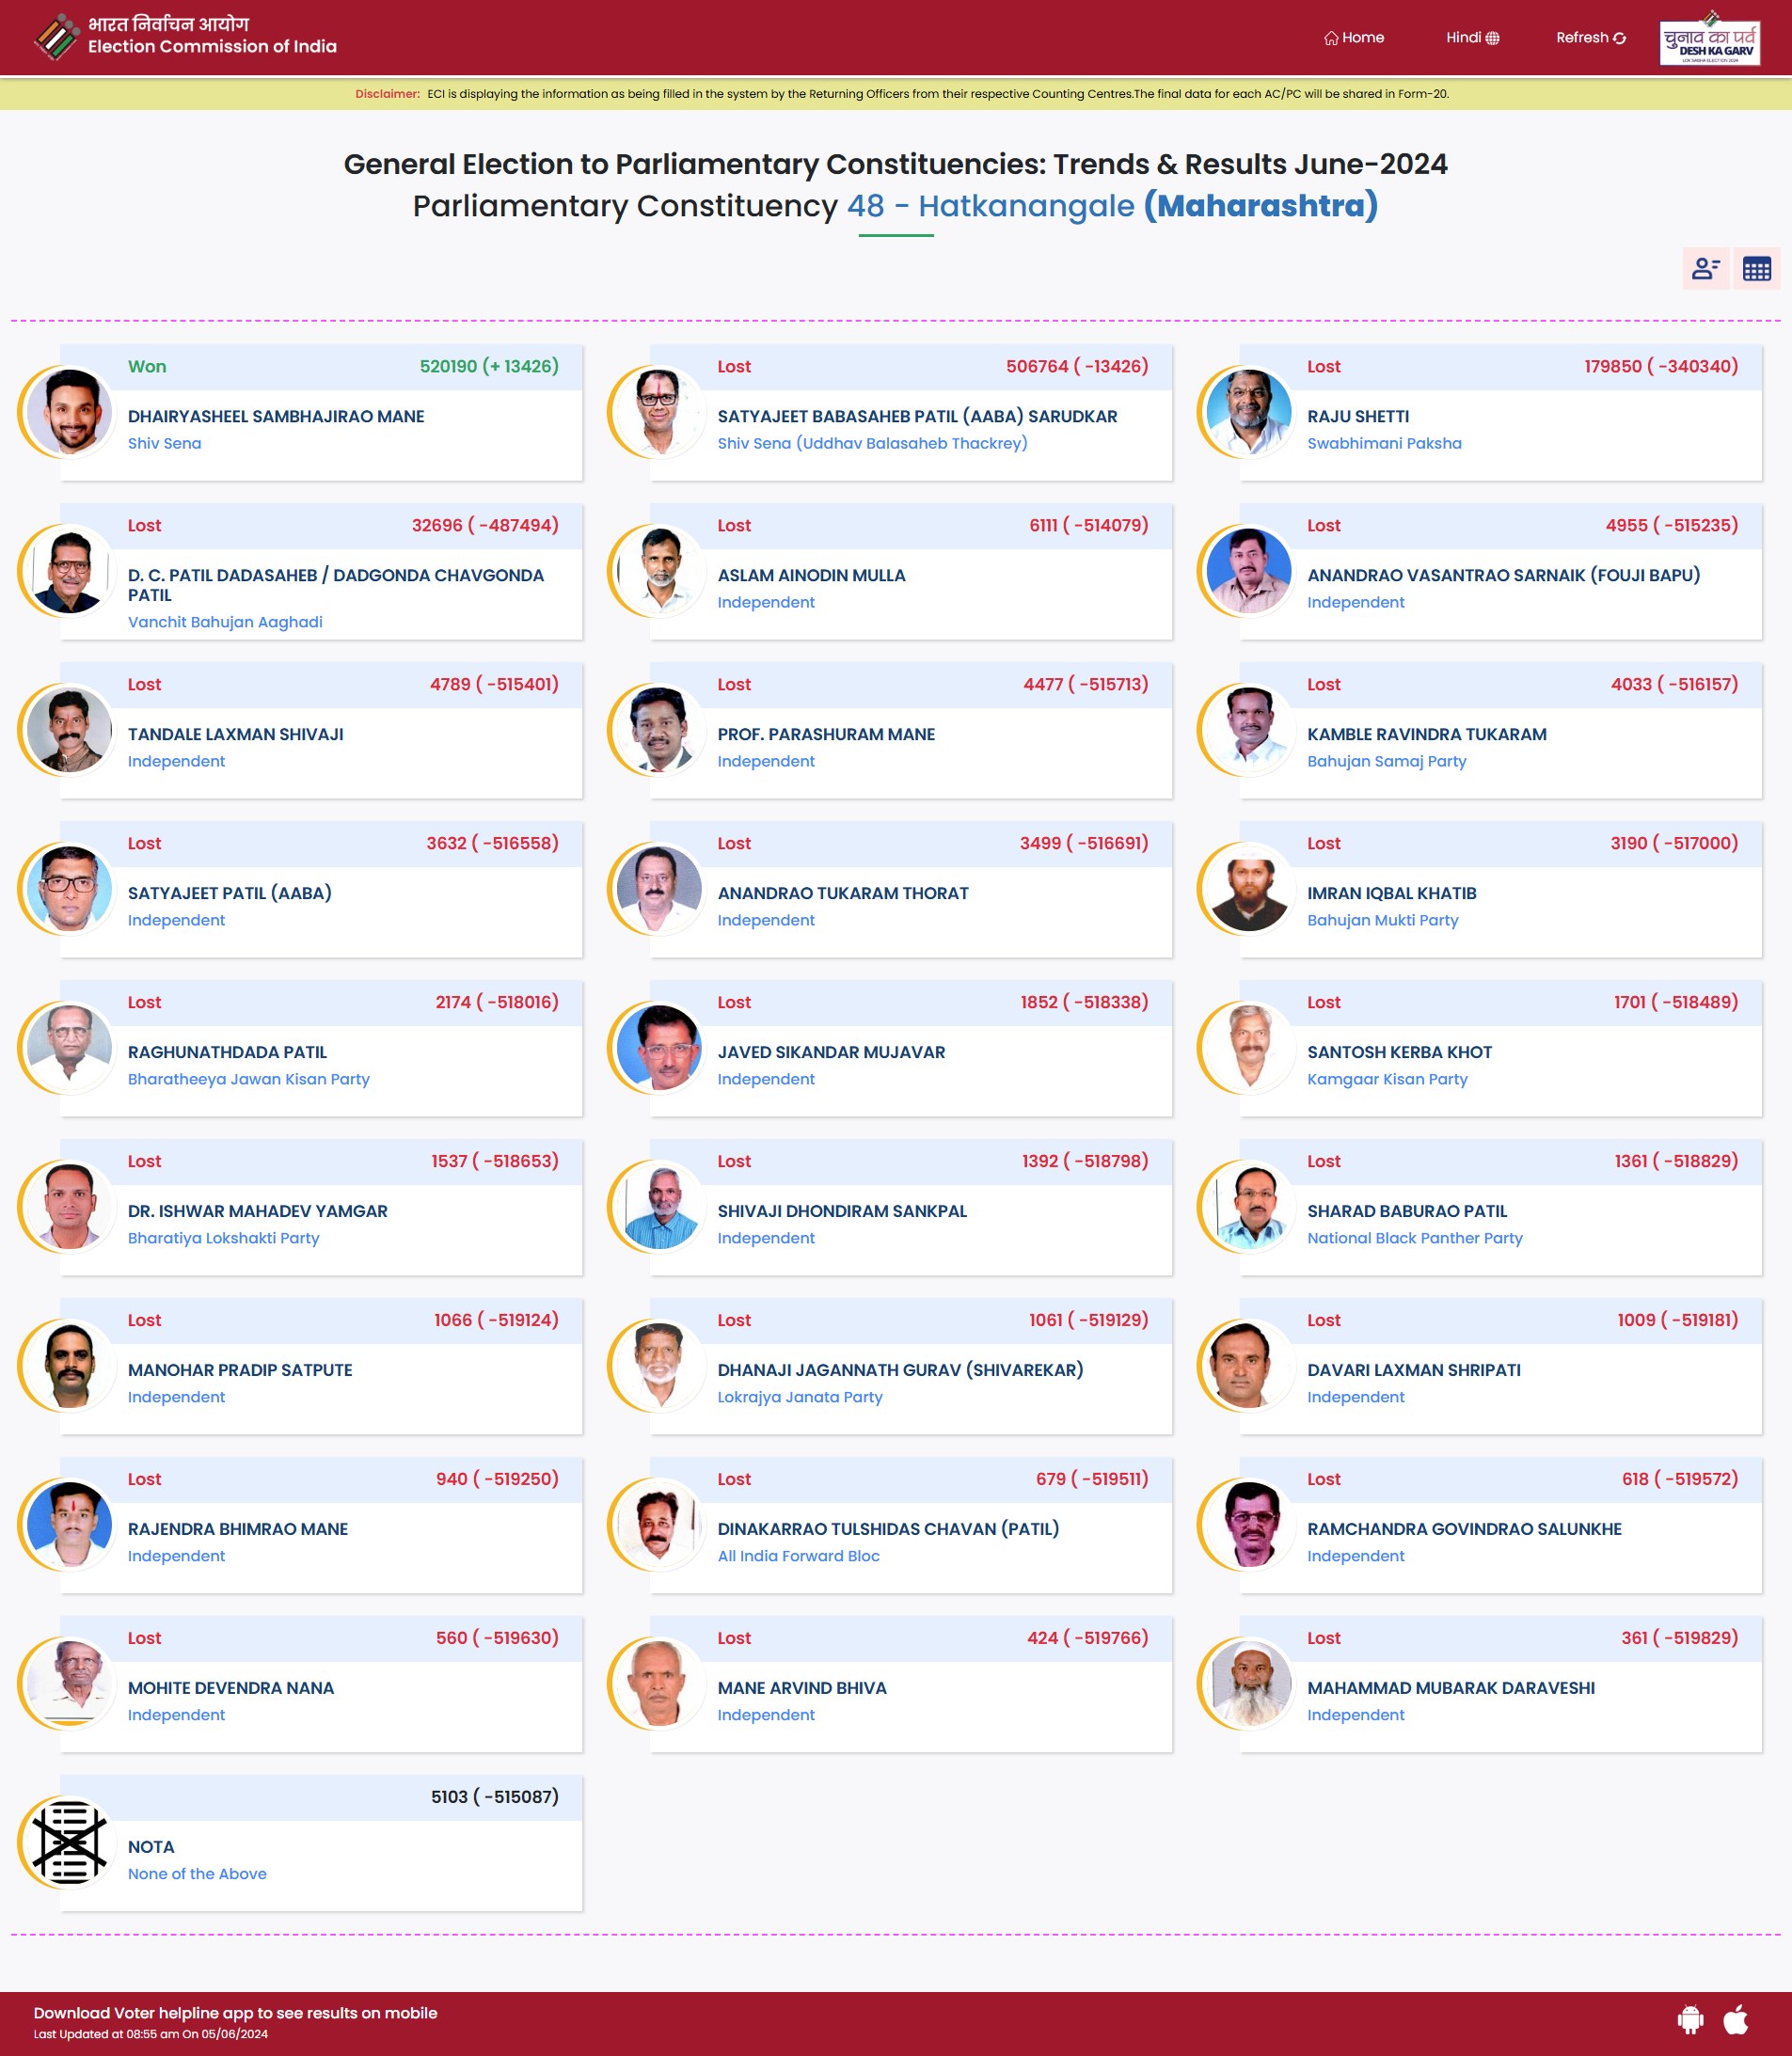 भारत निर्वाचन आयोग
Election Commission of India
Home
Hindi
Refresh
चुनाव का पर्व
DESH KA GARV
LOK SABHA ELECTION 2024
Disclaimer: ECI is displaying the information as being filled in the system by the Returning Officers from their respective Counting Centres.The final data for each AC/PC will be shared in Form-20.
General Election to Parliamentary Constituencies: Trends & Results June-2024
Parliamentary Constituency 48 - Hatkanangale (Maharashtra)
Won 520190 (+ 13426)
DHAIRYASHEEL SAMBHAJIRAO MANE
Shiv Sena
Lost 506764 ( -13426)
SATYAJEET BABASAHEB PATIL (AABA) SARUDKAR
Shiv Sena (Uddhav Balasaheb Thackrey)
Lost 179850 ( -340340)
RAJU SHETTI
Swabhimani Paksha
Lost 32696 ( -487494)
D. C. PATIL DADASAHEB / DADGONDA CHAVGONDA
PATIL
Vanchit Bahujan Aaghadi
Lost 6111 ( -514079)
ASLAM AINODIN MULLA
Independent
Lost 4955 ( -515235)
ANANDRAO VASANTRAO SARNAIK (FOUJI BAPU)
Independent
Lost 4789 ( -515401)
TANDALE LAXMAN SHIVAJI
Independent
Lost 4477 ( -515713)
PROF. PARASHURAM MANE
Independent
Lost 4033 ( -516157)
KAMBLE RAVINDRA TUKARAM
Bahujan Samaj Party
Lost 3632 ( -516558)
SATYAJEET PATIL (AABA)
Independent
Lost 3499 ( -516691)
ANANDRAO TUKARAM THORAT
Independent
Lost 3190 ( -517000)
IMRAN IQBAL KHATIB
Bahujan Mukti Party
Lost 2174 ( -518016)
RAGHUNATHDADA PATIL
Bharatheeya Jawan Kisan Party
Lost 1852 ( -518338)
JAVED SIKANDAR MUJAVAR
Independent
Lost 1701 ( -518489)
SANTOSH KERBA KHOT
Kamgaar Kisan Party
Lost 1537 ( -518653)
DR. ISHWAR MAHADEV YAMGAR
Bharatiya Lokshakti Party
Lost 1392 ( -518798)
SHIVAJI DHONDIRAM SANKPAL
Independent
Lost 1361 ( -518829)
SHARAD BABURAO PATIL
National Black Panther Party
Lost 1066 ( -519124)
MANOHAR PRADIP SATPUTE
Independent
Lost 1061 ( -519129)
DHANAJI JAGANNATH GURAV (SHIVAREKAR)
Lokrajya Janata Party
Lost 1009 ( -519181)
DAVARI LAXMAN SHRIPATI
Independent
Lost 940 ( -519250)
RAJENDRA BHIMRAO MANE
Independent
Lost 679 ( -519511)
DINAKARRAO TULSHIDAS CHAVAN (PATIL)
All India Forward Bloc
Lost 618 ( -519572)
RAMCHANDRA GOVINDRAO SALUNKHE
Independent
Lost 560 ( -519630)
MOHITE DEVENDRA NANA
Independent
Lost 424 ( -519766)
MANE ARVIND BHIVA
Independent
Lost 361 ( -519829)
MAHAMMAD MUBARAK DARAVESHI
Independent
5103 ( -515087)
NOTA
None of the Above
Download Voter helpline app to see results on mobile
Last Updated at 08:55 am On 05/06/2024